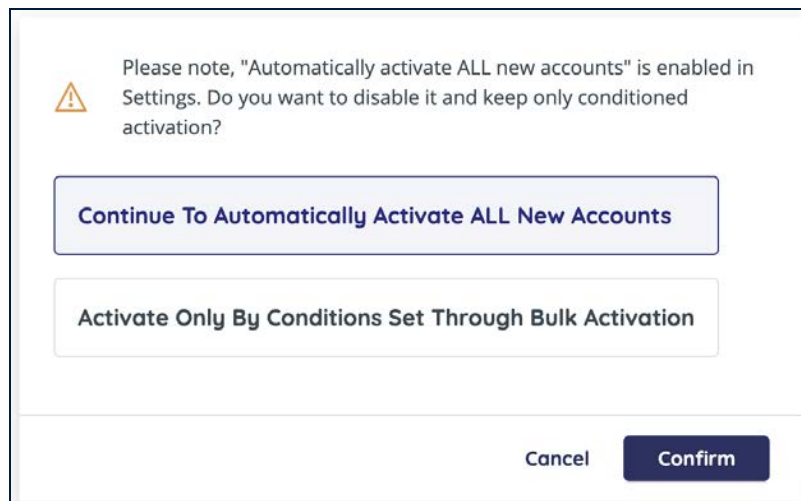 Please note, "Automatically activate ALL new accounts" is enabled in
Settings. Do you want to disable it and keep only conditioned
activation?
Continue To Automatically Activate ALL New Accounts
Activate Only By Conditions Set Through Bulk Activation
Cancel
Confirm